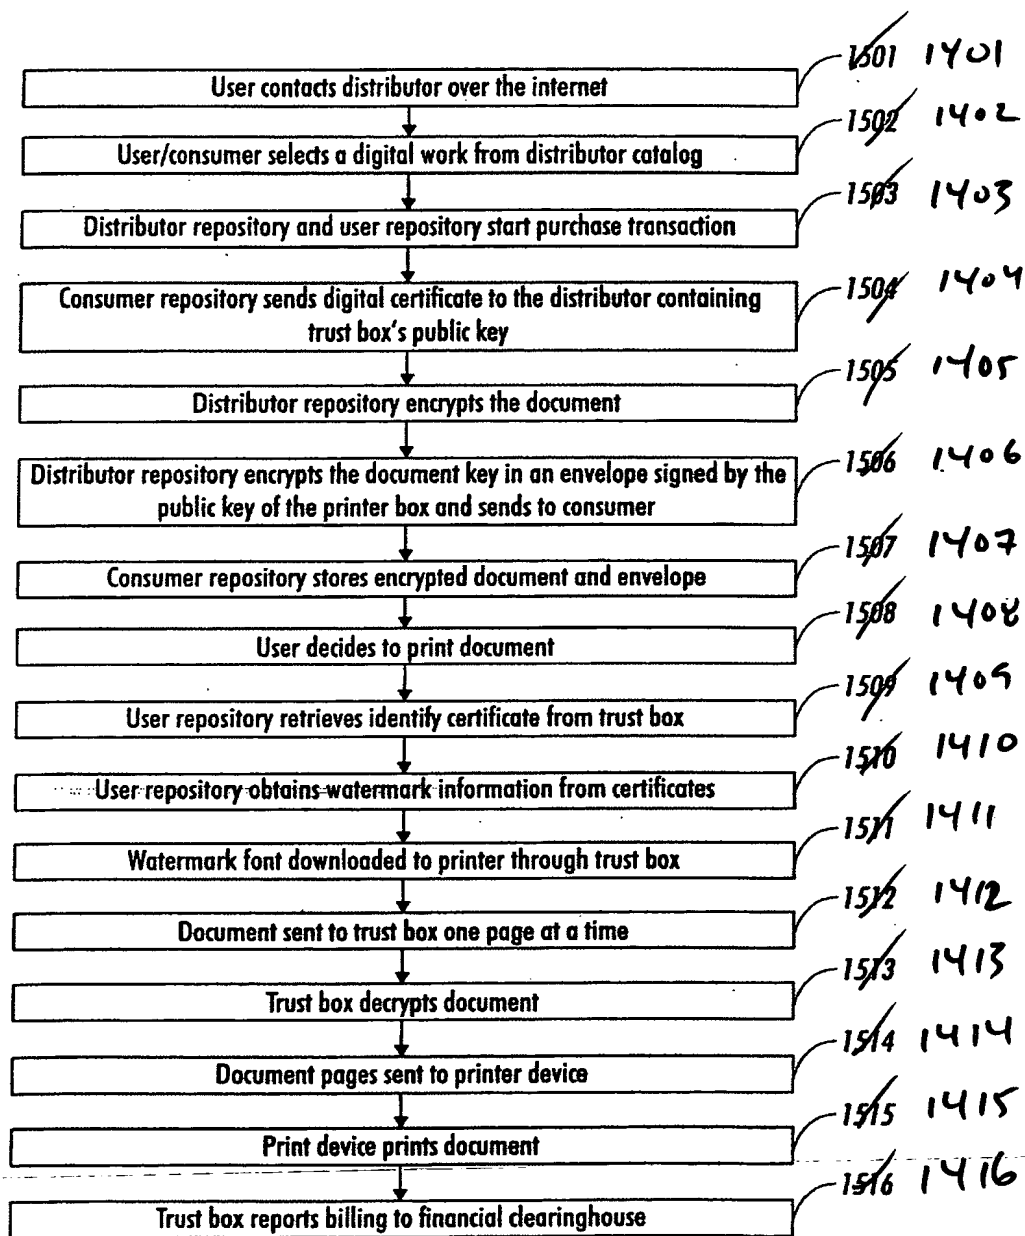 1501 1401
User contacts distributor over the internet
1502 1402
User/consumer selects a digital work from distributor catalog
1503 1403
Distributor repository and user repository start purchase transaction
1504 1404
Consumer repository sends digital certificate to the distributor containing
trust box's public key
1505 1405
Distributor repository encrypts the document
1506 1406
Distributor repository encrypts the document key in an envelope signed by the
public key of the printer box and sends to consumer
1507 1407
Consumer repository stores encrypted document and envelope
1508 1408
User decides to print document
1509 1409
User repository retrieves identify certificate from trust box
1510 1410
User repository obtains watermark information from certificates
1511 1411
Watermark font downloaded to printer through trust box
1512 1412
Document sent to trust box one page at a time
1513 1413
Trust box decrypts document
1514 1414
Document pages sent to printer device
1515 1415
Print device prints document
1516 1416
Trust box reports billing to financial clearinghouse